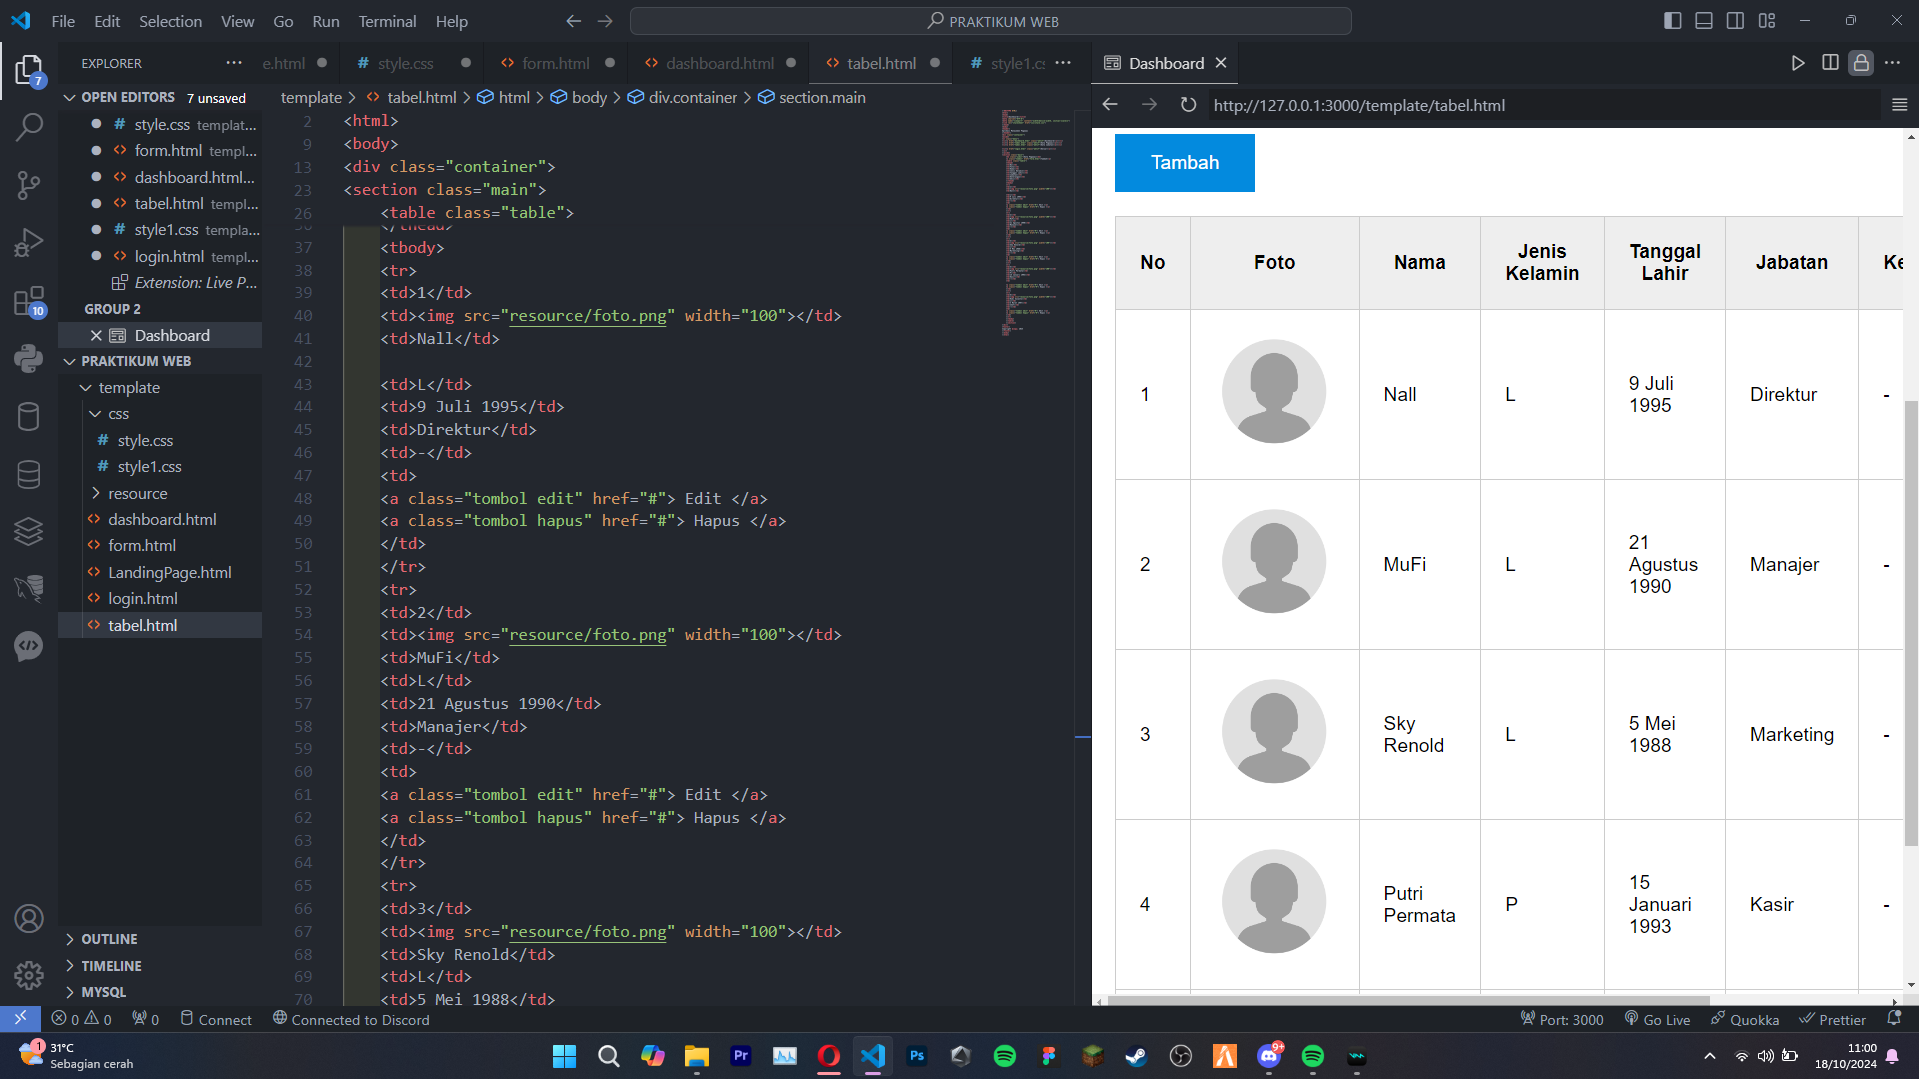 File Edit Selection View Go Run Terminal Help
PRAKTIKUM WEB
EXPLORER
e.html
style.css
form.html
dashboard.html
tabel.html
style1.cs
Dashboard
7
OPEN EDITORS 7 unsaved
style.css templat...
form.html templ...
dashboard.html...
tabel.html templ...
style1.css templa...
login.html templ...
Extension: Live P...
GROUP 2
Dashboard
PRAKTIKUM WEB
template
css
style.css
style1.css
resource
dashboard.html
form.html
LandingPage.html
login.html
tabel.html
OUTLINE
TIMELINE
MYSQL
10
template > tabel.html > html > body > div.container > section.main
2 <html>
9 <body>
13 <div class="container">
23 <section class="main">
26 <table class="table">
36 </thead>
37 <tbody>
38 <tr>
39 <td>1</td>
40 <td><img src="resource/foto.png" width="100"></td>
41 <td>Nall</td>
42
43 <td>L</td>
44 <td>9 Juli 1995</td>
45 <td>Direktur</td>
46 <td>-</td>
47 <td>
48 <a class="tombol edit" href="#"> Edit </a>
49 <a class="tombol hapus" href="#"> Hapus </a>
50 </td>
51 </tr>
52 <tr>
53 <td>2</td>
54 <td><img src="resource/foto.png" width="100"></td>
55 <td>MuFi</td>
56 <td>L</td>
57 <td>21 Agustus 1990</td>
58 <td>Manajer</td>
59 <td>-</td>
60 <td>
61 <a class="tombol edit" href="#"> Edit </a>
62 <a class="tombol hapus" href="#"> Hapus </a>
63 </td>
64 </tr>
65 <tr>
66 <td>3</td>
67 <td><img src="resource/foto.png" width="100"></td>
68 <td>Sky Renold</td>
69 <td>L</td>
70 <td>5 Mei 1988</td>
http://127.0.0.1:3000/template/tabel.html
Tambah
No Foto Nama Jenis Kelamin Tanggal Lahir Jabatan Ke
1 Nall L 9 Juli 1995 Direktur -
2 MuFi L 21 Agustus 1990 Manajer -
3 Sky Renold L 5 Mei 1988 Marketing -
4 Putri Permata P 15 Januari 1993 Kasir -
0 0 0 Connect Connected to Discord
Port: 3000 Go Live Quokka Prettier
1
31°C
Sebagian cerah
Pr
Ps
9+
11:00
18/10/2024